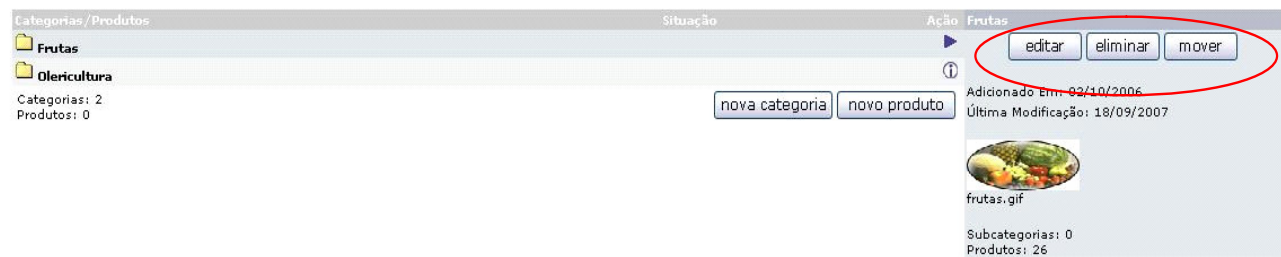 Categorias/Produtos Situação Ação
Frutas
Olericultura
Categorias: 2
Produtos: 0
nova categoria novo produto
Frutas
editar eliminar mover
Adicionado Em: 02/10/2006
Última Modificação: 18/09/2007
frutas.gif
Subcategorias: 0
Produtos: 26